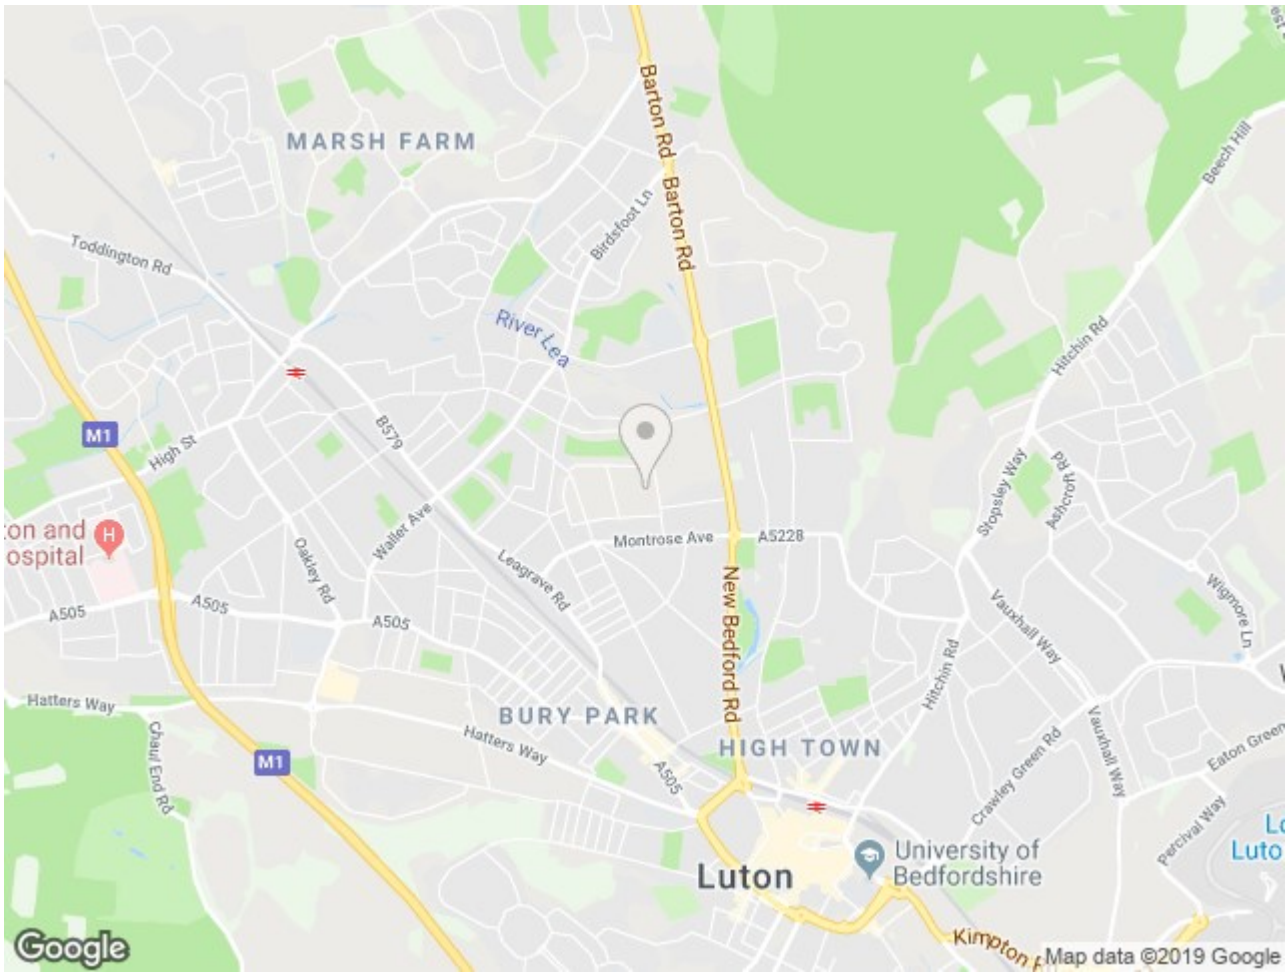 Barton Rd
Barton Rd
MARSH FARM
Beech Hill
Birdsfoot Ln
Toddington Rd
River Lea
Hitchin Rd
M1
B579
High St
Stopsley Way
Ashcroft Rd
ton and
ospital
H
Waller Ave
Oakley Rd
Montrose Ave
A5228
Leagrave Rd
New Bedford Rd
Wigmore Ln
A505
A505
A505
Vauxhall Way
Hitchin Rd
Hatters Way
Chaul End Rd
BURY PARK
Hatters Way
HIGH TOWN
Vauxhall Way
Eaton Green
M1
A505
Crawley Green Rd
Percival Way
Lo
Luto
University of
Bedfordshire
Luton
Kimpton R
Google
Map data ©2019 Google